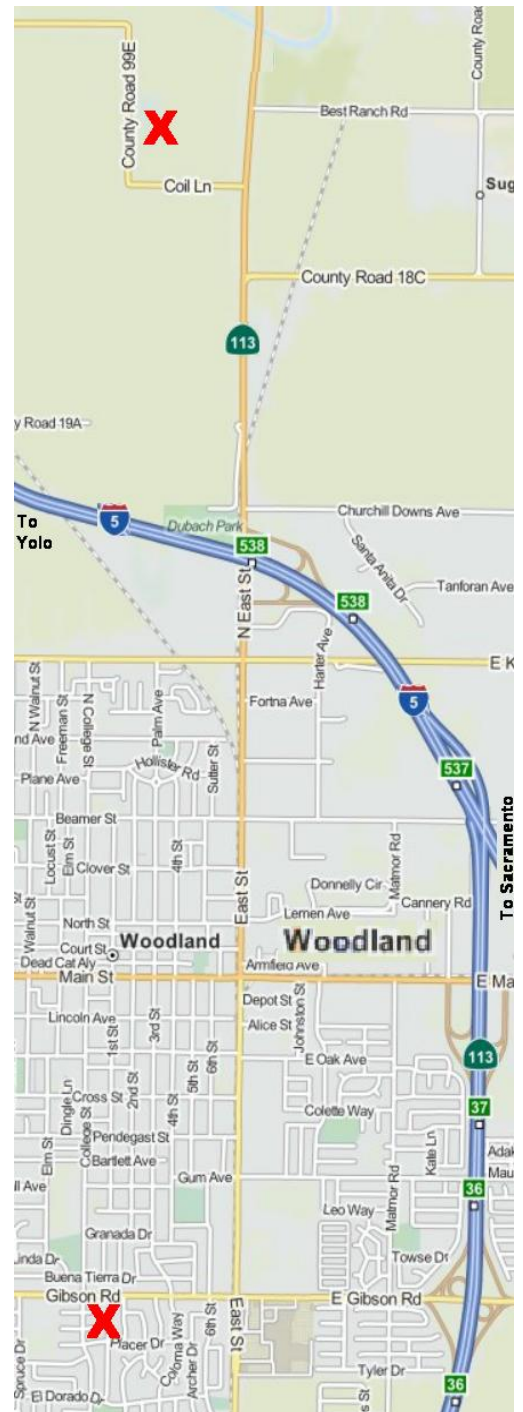 County Road 99E
County Road
Best Ranch Rd
X
Coil Ln
Sug
County Road 18C
113
y Road 19A
To
Yolo
5
Churchill Downs Ave
Dubach Park
538
Santa Anita Dr
Tanforan Ave
N East St
538
Harter Ave
E K
N Walnut St
Freeman St
N College St
Palm Ave
Fortna Ave
5
nd Ave
Hollister Rd
Sutter St
537
Plane Ave
Beamer St
To Sacramento
Locust St
Elm St
Clover St
4th St
East St
Matmor Rd
Donnelly Cir
Cannery Rd
Lemen Ave
Walnut St
North St
Court St
Woodland
Woodland
Dead Cat Aly
Armfield Ave
Main St
E Ma
Depot St
Lincoln Ave
1st St
3rd St
Alice St
Johnston St
6th St
5th St
E Oak Ave
113
Dingle Ln
Cross St
2nd St
4th St
Colette Way
37
College St
Pendegast St
Elm St
Bartlett Ave
Kate Ln
Adak
Mau
ll Ave
Gum Ave
Matmor Rd
36
Leo Way
Granada Dr
Linda Dr
Towse Dr
Buena Tierra Dr
Gibson Rd
E Gibson Rd
X
East St
6th St
Placer Dr
Coloma Way
Archer Dr
Spruce Dr
Tyler Dr
36
El Dorado Dr
s St